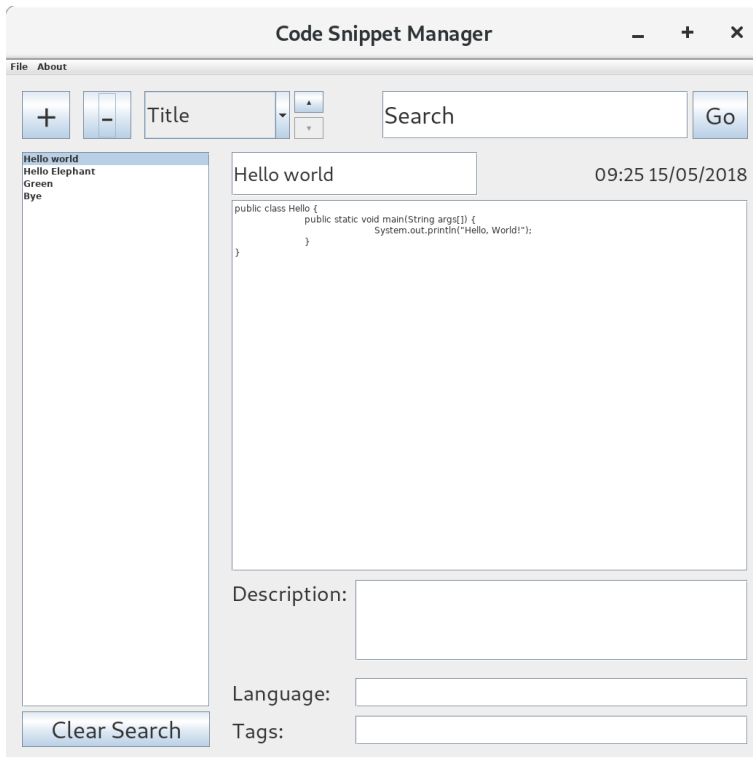 Code Snippet Manager
File About
+ - Title Search Go
Hello world
Hello Elephant
Green
Bye
Hello world 09:25 15/05/2018
public class Hello {
public static void main(String args[]) {
System.out.println("Hello, World!");
}
}
Description:
Language:
Clear Search
Tags: